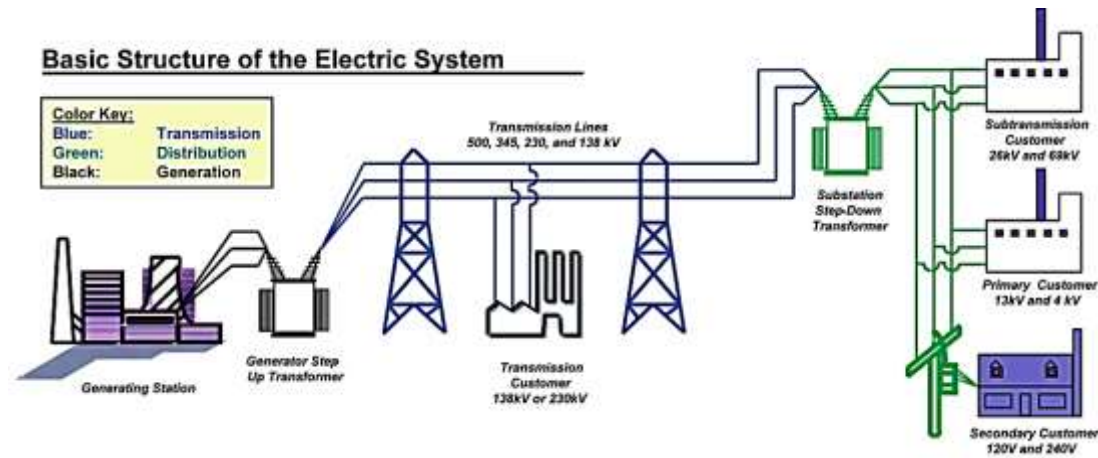 Basic Structure of the Electric System
Color Key:
Blue: Transmission
Green: Distribution
Black: Generation
Transmission Lines
500, 345, 230, and 138 kV
Substation
Step-Down
Transformer
Subtransmission
Customer
26kV and 69kV
Primary Customer
13kV and 4 kV
Generating Station
Generator Step
Up Transformer
Transmission
Customer
138kV or 230kV
Secondary Customer
120V and 240V